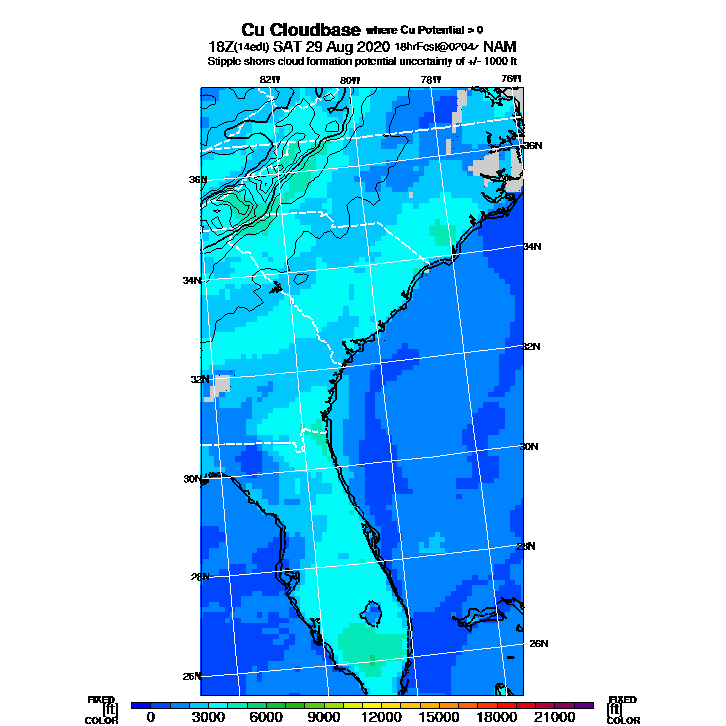 Cu Cloudbase where Cu Potential > 0
18Z(14edt) SAT 29 Aug 2020 18hrFcst@0204z NAM
Stipple shows cloud formation potential uncertainty of +/- 1000 ft
82W 80W 78W 76W
36N
36N
34N
34N
32N
32N
30N
30N
28N
28N
26N
26N
FIXED FIXED
[ft] [ft]
COLOR COLOR
0 3000 6000 9000 12000 15000 18000 21000